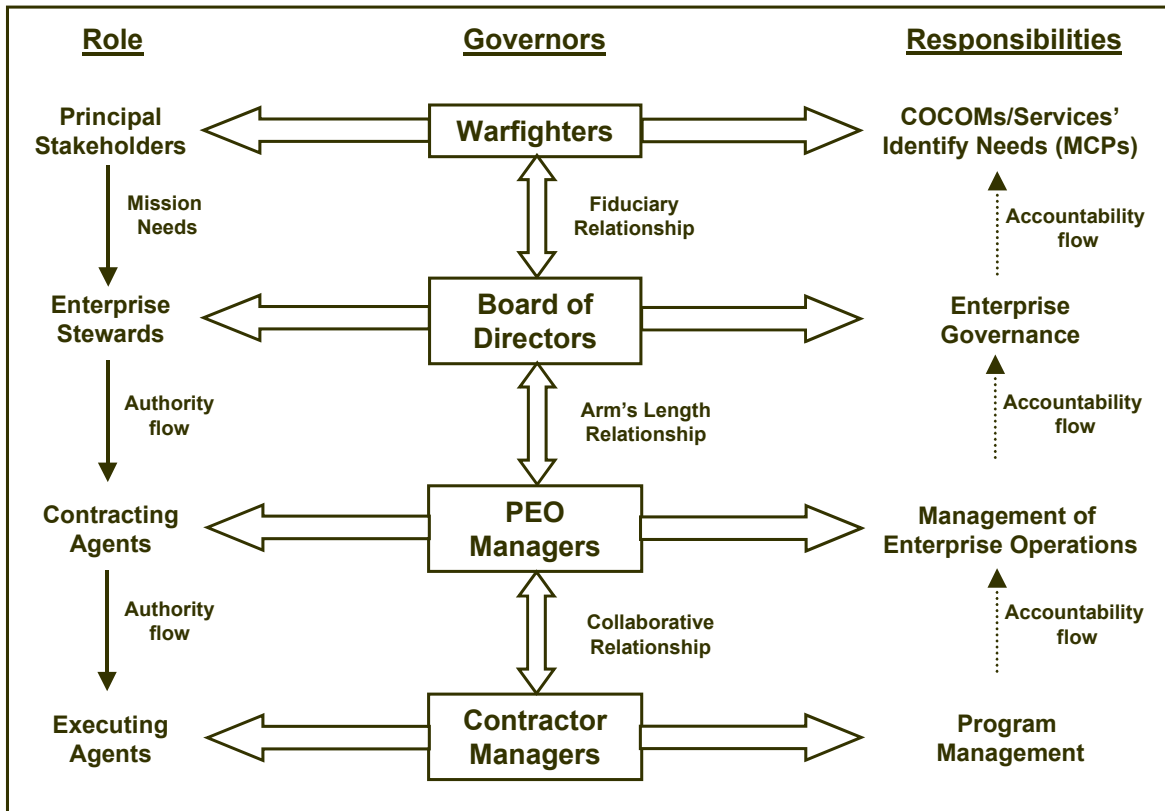 Role
Governors
Responsibilities
Principal
Stakeholders
Warfighters
COCOMs/Services’
Identify Needs (MCPs)
Mission
Needs
Fiduciary
Relationship
Accountability
flow
Enterprise
Stewards
Board of
Directors
Enterprise
Governance
Authority
flow
Arm’s Length
Relationship
Accountability
flow
Contracting
Agents
PEO
Managers
Management of
Enterprise Operations
Authority
flow
Collaborative
Relationship
Accountability
flow
Executing
Agents
Contractor
Managers
Program
Management